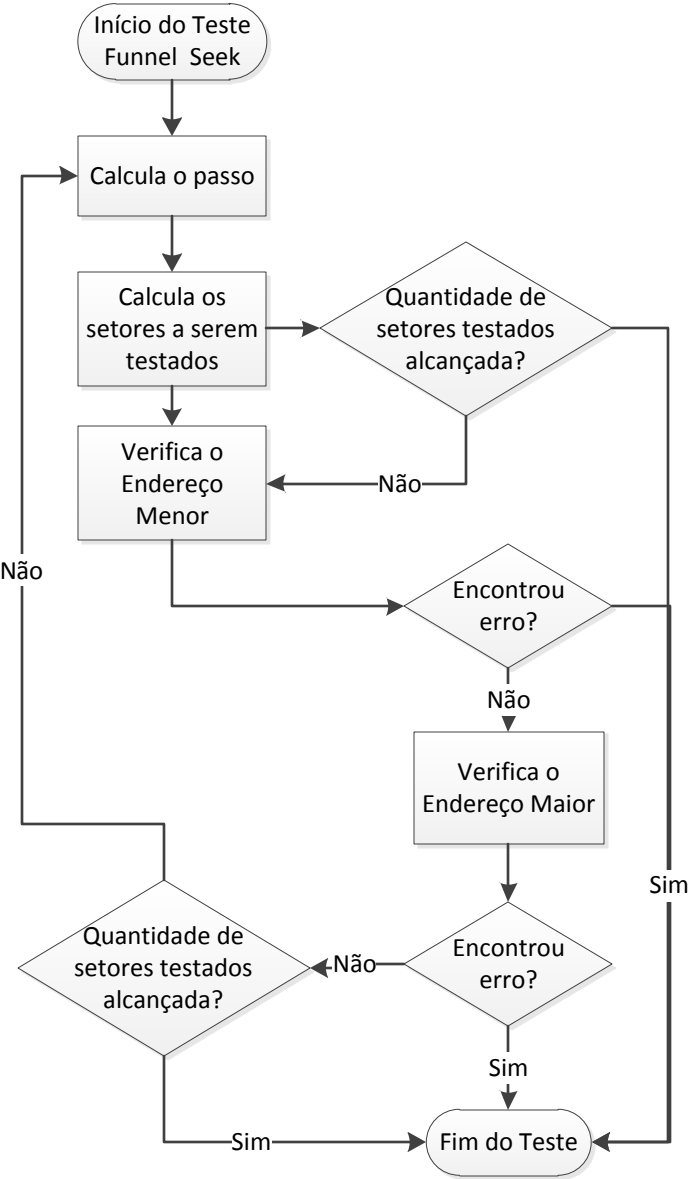 Início do Teste
Funnel Seek
Calcula o passo
Calcula os
setores a serem
testados
Quantidade de
setores testados
alcançada?
Verifica o
Endereço
Menor
Não
Não
Encontrou
erro?
Não
Verifica o
Endereço Maior
Sim
Quantidade de
setores testados
alcançada?
Não
Encontrou
erro?
Sim
Sim
Fim do Teste